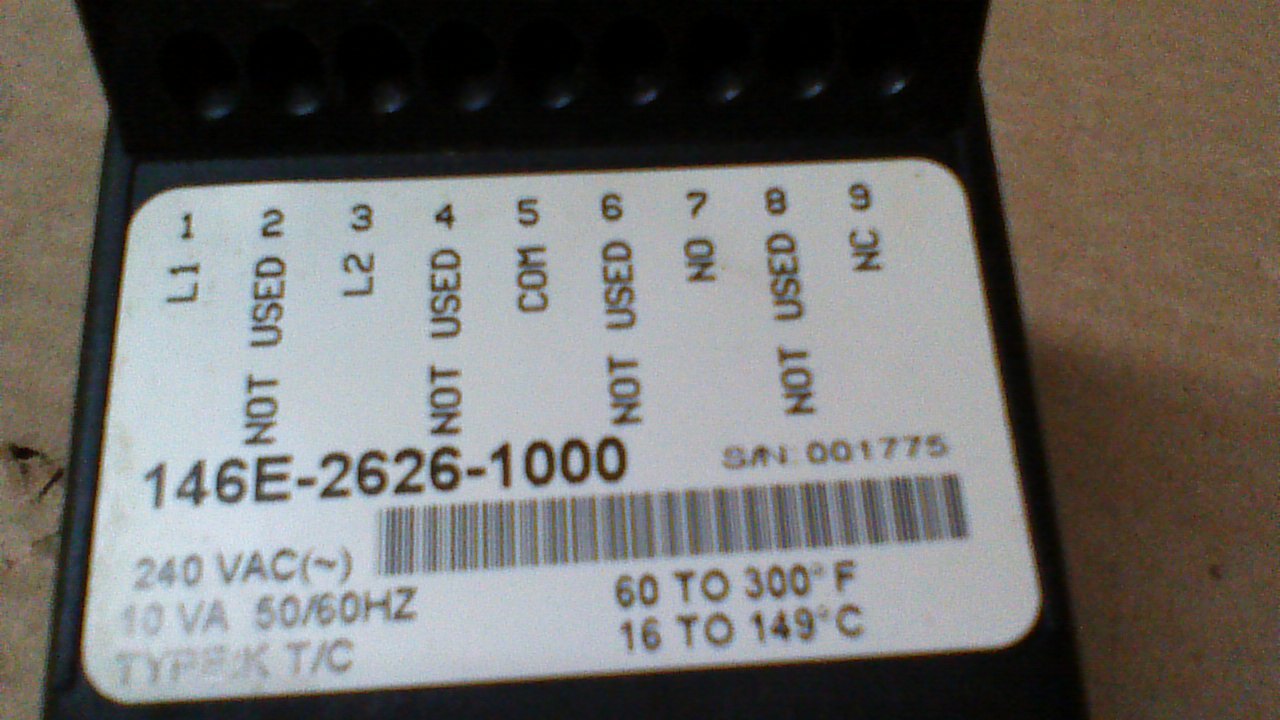 1 2 3 4 5 6 7 8 9
L1 NOT USED L2 NOT USED COM NOT USED NO NOT USED NC
146E-2626-1000 S/N: 001775
240 VAC(~)
10 VA 50/60HZ 60 TO 300°F
TYPE:K T/C 16 TO 149°C